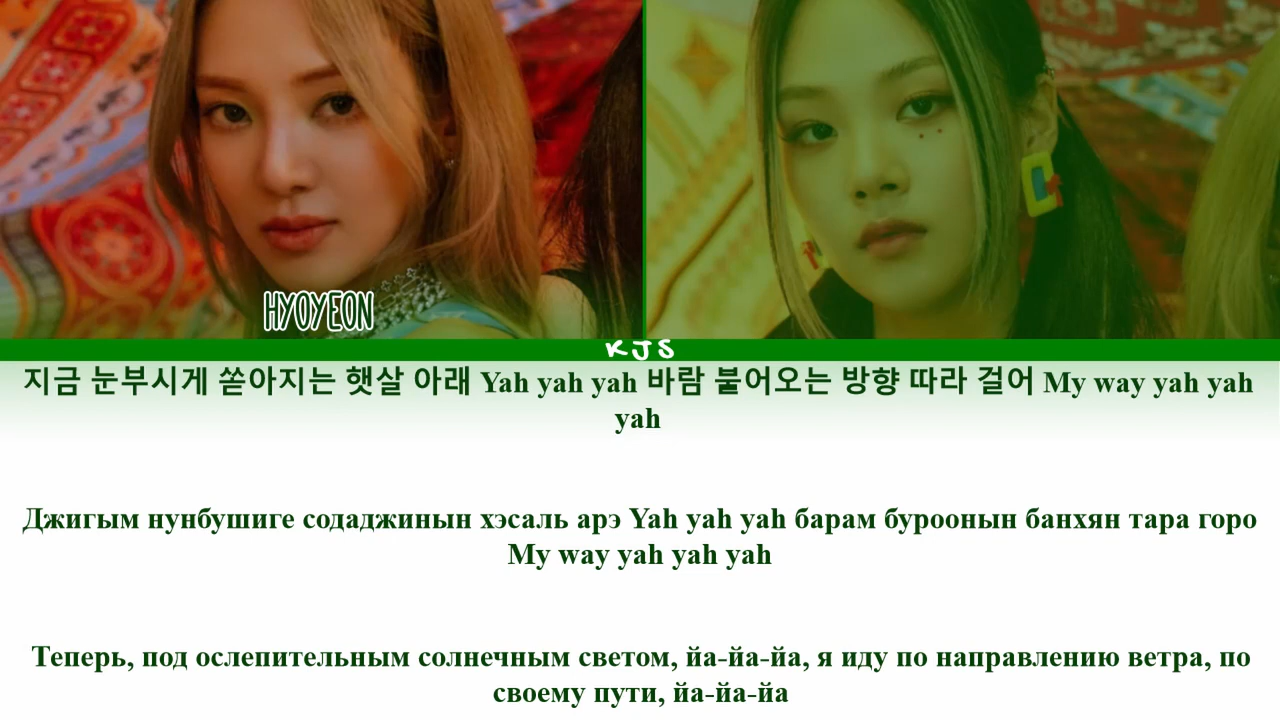 HYOYEON
KJS
지금 눈부시게 쏟아지는 햇살 아래 Yah yah yah 바람 불어오는 방향 따라 걸어 My way yah yah
yah
Джигым нунбушиге содаджинын хэсаль арэ Yah yah yah барам буроонын банхян тара горо
My way yah yah yah
Теперь, под ослепительным солнечным светом, йа-йа-йа, я иду по направлению ветра, по
своему пути, йа-йа-йа